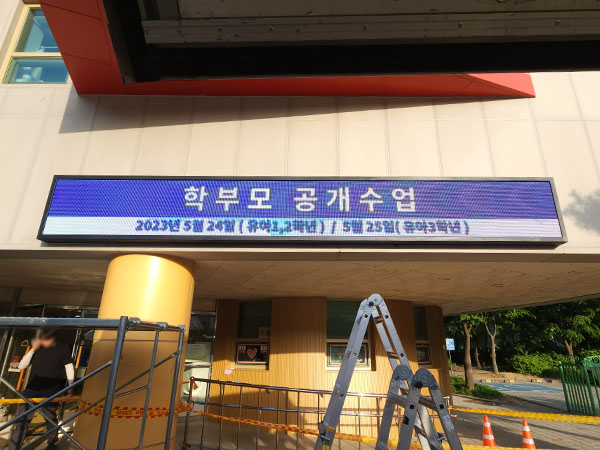 학부모 공개수업
2023년 5월 24일 ( 유아1,2학년 ) / 5월 25일( 유아3학년 )